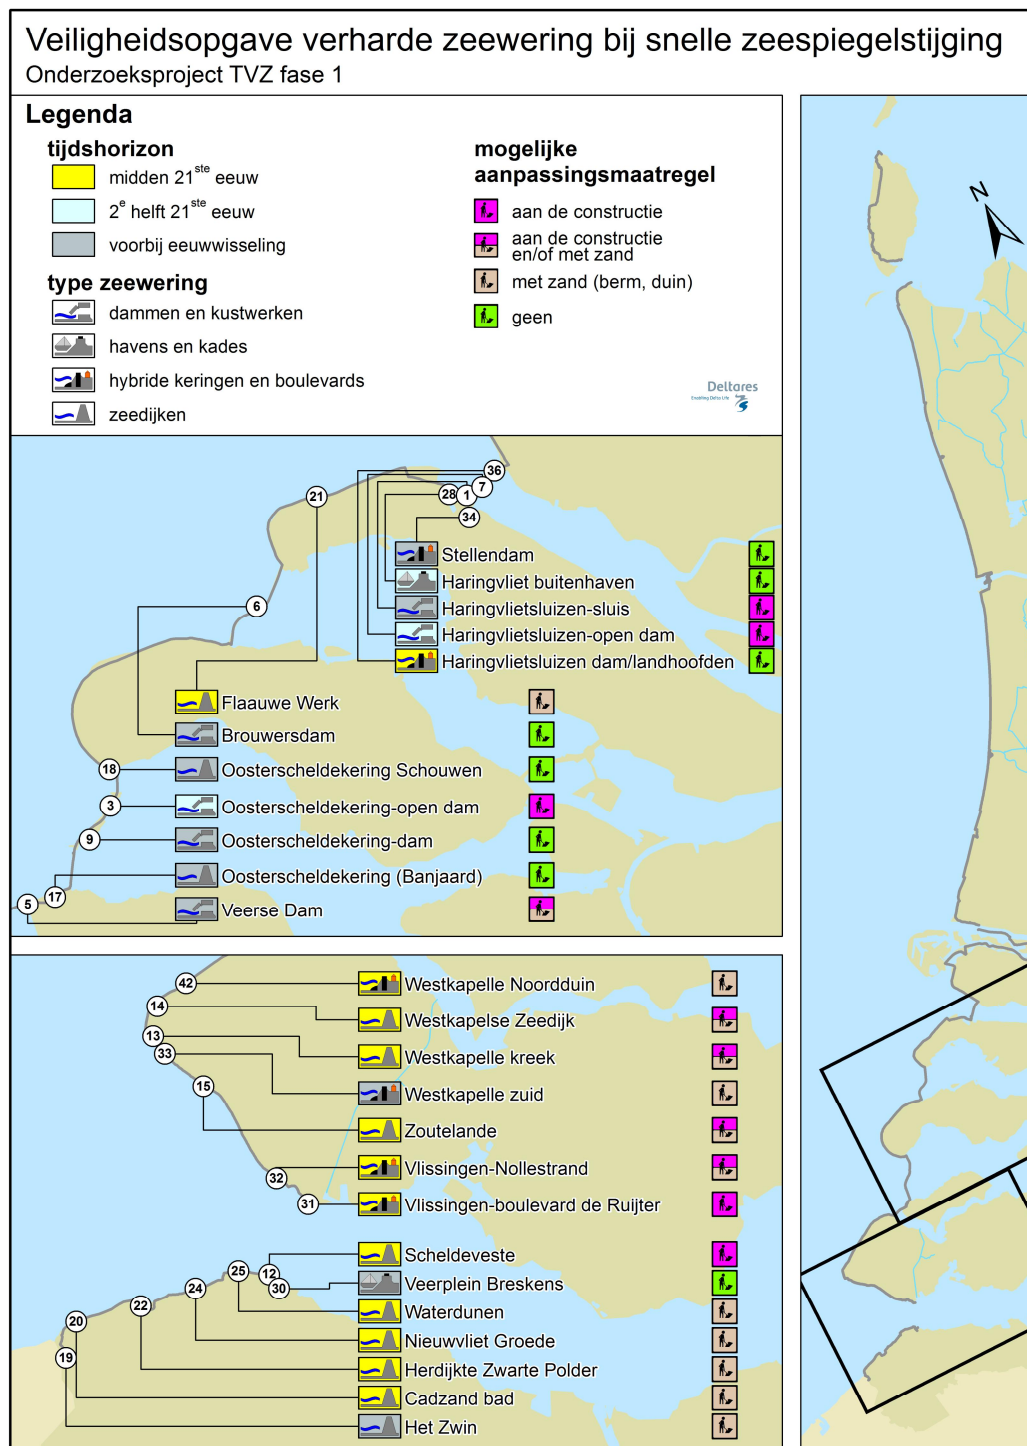 Veiligheidsopgave verharde zeewering bij snelle zeespiegelstijging
Onderzoeksproject TVZ fase 1
Legenda
tijdshorizon
midden 21ste eeuw
2e helft 21ste eeuw
voorbij eeuwwisseling
type zeewering
dammen en kustwerken
havens en kades
hybride keringen en boulevards
zeedijken
mogelijke
aanpassingsmaatregel
aan de constructie
aan de constructie
en/of met zand
met zand (berm, duin)
geen
Deltares
Enabling Delta Life
N
36
7
28
1
21
34
Stellendam
Haringvliet buitenhaven
6
Haringvlietsluizen-sluis
Haringvlietsluizen-open dam
Haringvlietsluizen dam/landhoofden
Flaauwe Werk
Brouwersdam
18
Oosterscheldekering Schouwen
3
Oosterscheldekering-open dam
9
Oosterscheldekering-dam
17
Oosterscheldekering (Banjaard)
5
Veerse Dam
42
Westkapelle Noordduin
14
Westkapelse Zeedijk
13
Westkapelle kreek
33
Westkapelle zuid
15
Zoutelande
32
Vlissingen-Nollestrand
31
Vlissingen-boulevard de Ruijter
Scheldeveste
25
12
30
Veerplein Breskens
24
Waterdunen
22
Nieuwvliet Groede
20
Herdijkte Zwarte Polder
19
Cadzand bad
Het Zwin